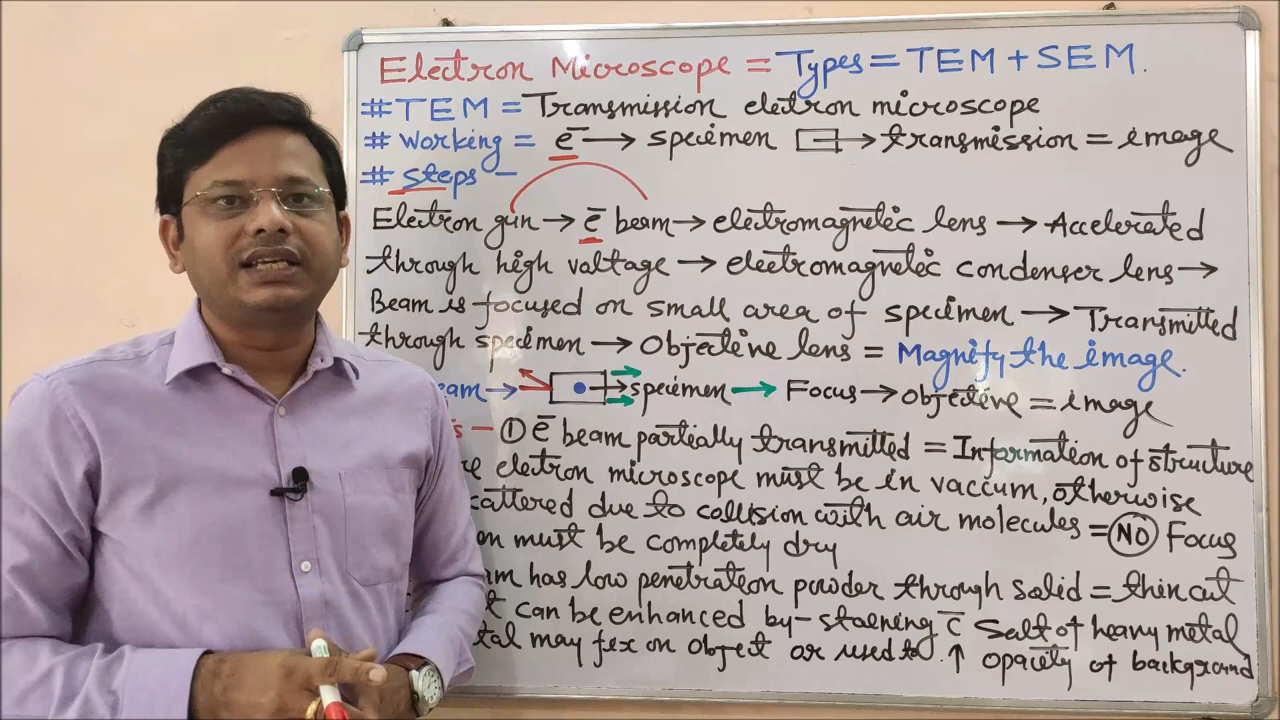 Electron Microscope = Types = TEM + SEM.
# TEM = Transmission electron microscope
# Working = e̅ → specimen → transmission = image
# Steps -
Electron gun → e̅ beam → electromagnetic lens → Accelerated
through high voltage → electromagnetic condenser lens →
Beam is focused on small area of specimen → Transmitted
through specimen → Objective lens = Magnify the image.
eam → → specimen → Focus → Objective = image
s - ① e̅ beam partially transmitted = Information of structure
re electron microscope must be in vaccum, otherwise
cattered due to collision with air molecules = NO Focus
en must be completely dry
m has low penetration powder through solid = thin cut
t can be enhanced by - staening c̅ Salt of heavy metal
tal may fix on object or used to ↑ opacity of background